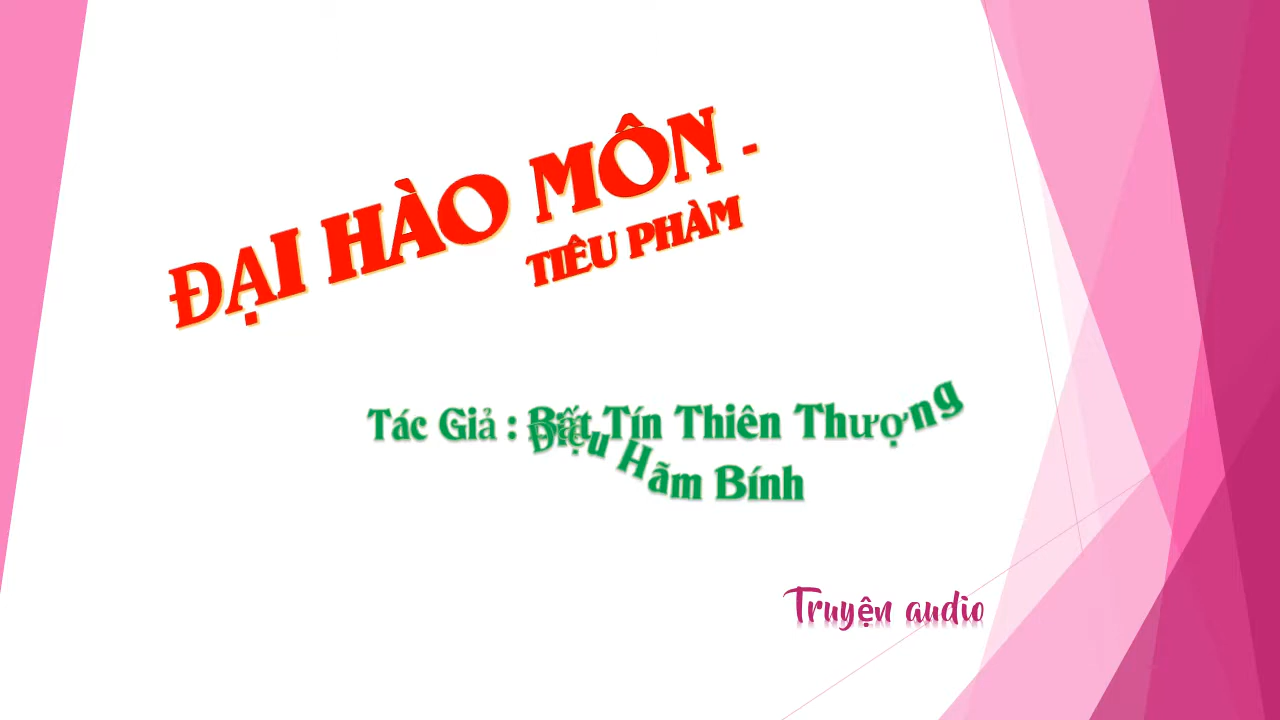 ĐẠI HÀO MÔN -
TIÊU PHÀM
Tác Giả : Bất Tín Thiên Thượng
Điệu Hãm Bính
Truyện audio